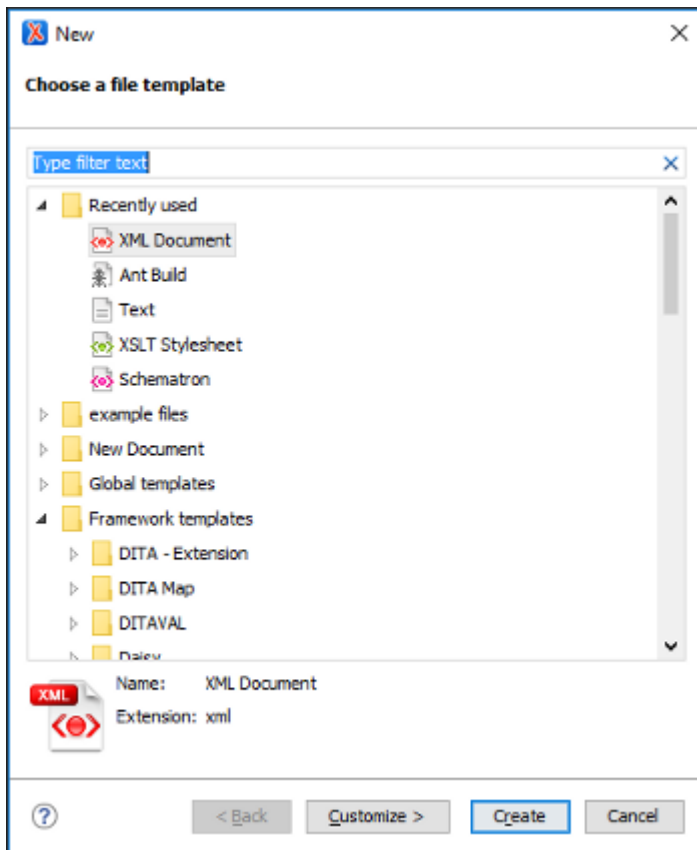 New
Choose a file template
Type filter text
Recently used
XML Document
Ant Build
Text
XSLT Stylesheet
Schematron
example files
New Document
Global templates
Framework templates
DITA - Extension
DITA Map
DITAVAL
Daisy
XML
Name: XML Document
Extension: xml
? < Back Customize > Create Cancel